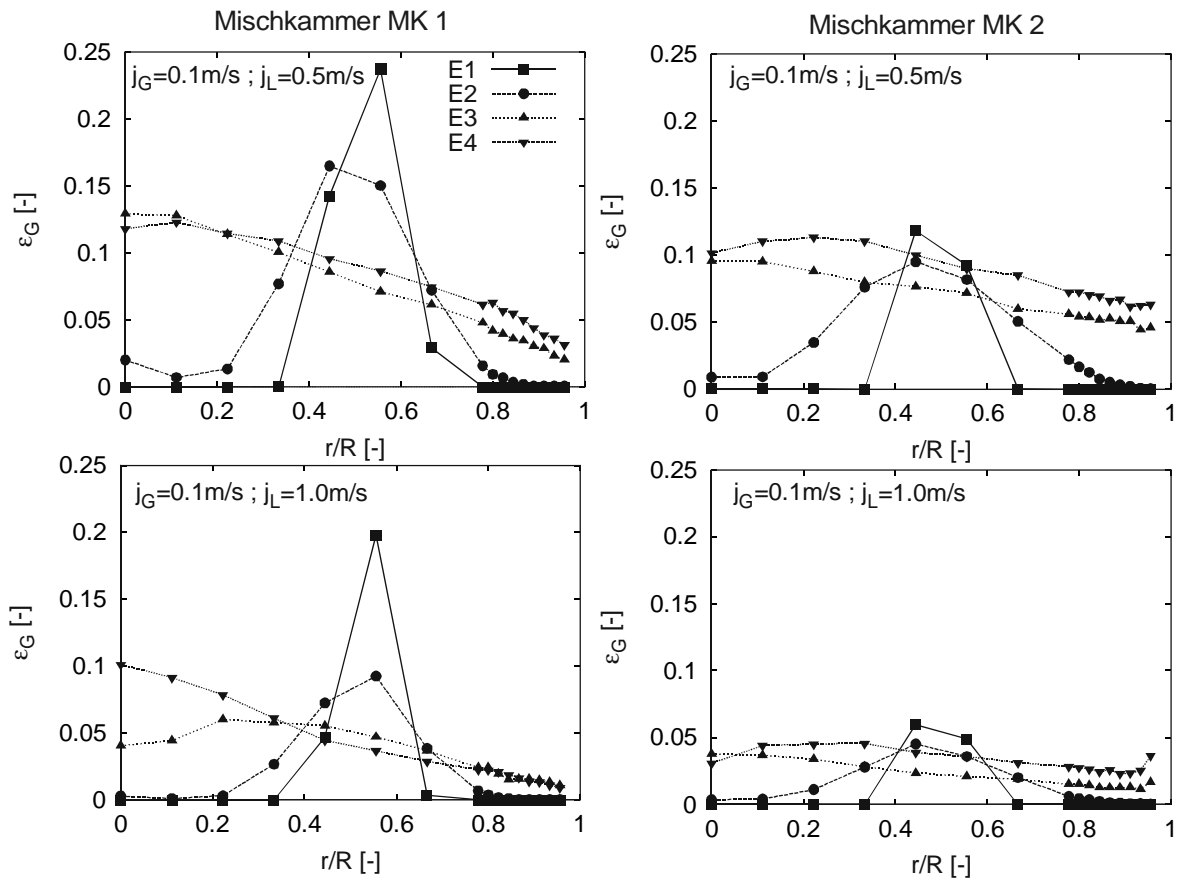 Mischkammer MK 1
0.25
0.2
0.15
0.1
0.05
0
εG [-]
jG=0.1m/s ; jL=0.5m/s
E1
E2
E3
E4
0 0.2 0.4 0.6 0.8 1
r/R [-]
Mischkammer MK 2
0.25
0.2
0.15
0.1
0.05
0
εG [-]
jG=0.1m/s ; jL=0.5m/s
0 0.2 0.4 0.6 0.8 1
r/R [-]
0.25
0.2
0.15
0.1
0.05
0
εG [-]
jG=0.1m/s ; jL=1.0m/s
0 0.2 0.4 0.6 0.8 1
r/R [-]
0.25
0.2
0.15
0.1
0.05
0
εG [-]
jG=0.1m/s ; jL=1.0m/s
0 0.2 0.4 0.6 0.8 1
r/R [-]